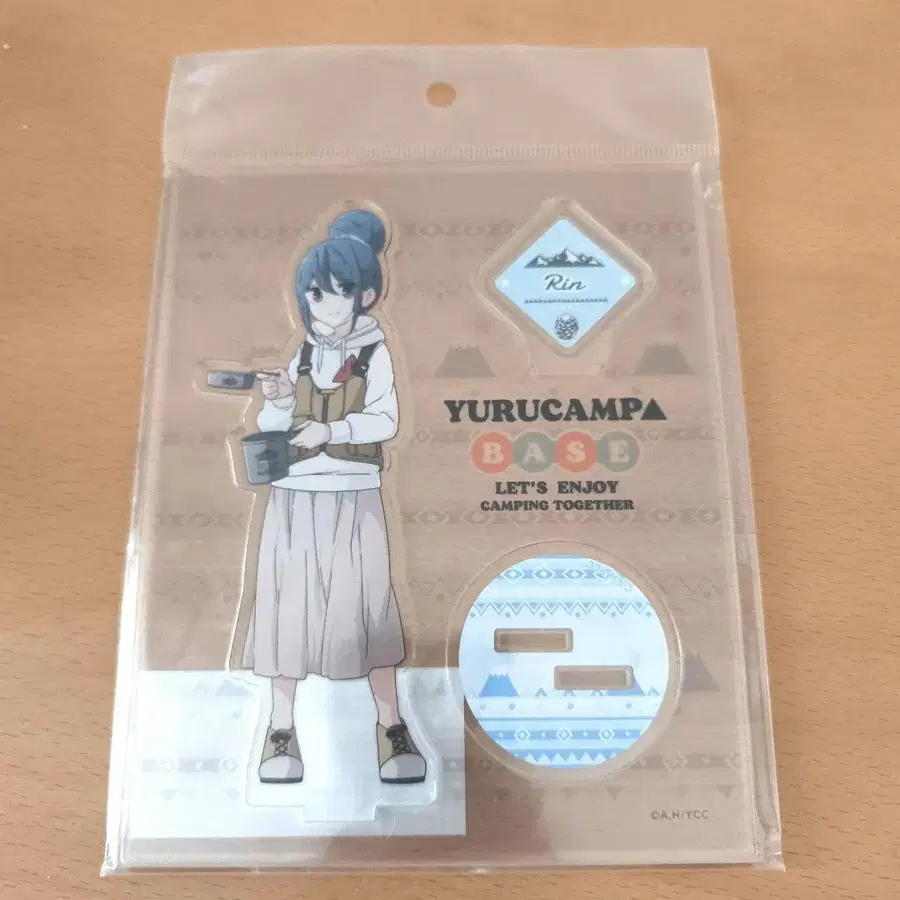 Rin
YURUCAMP▲
BASE
LET'S ENJOY
CAMPING TOGETHER
©A,H/YCC